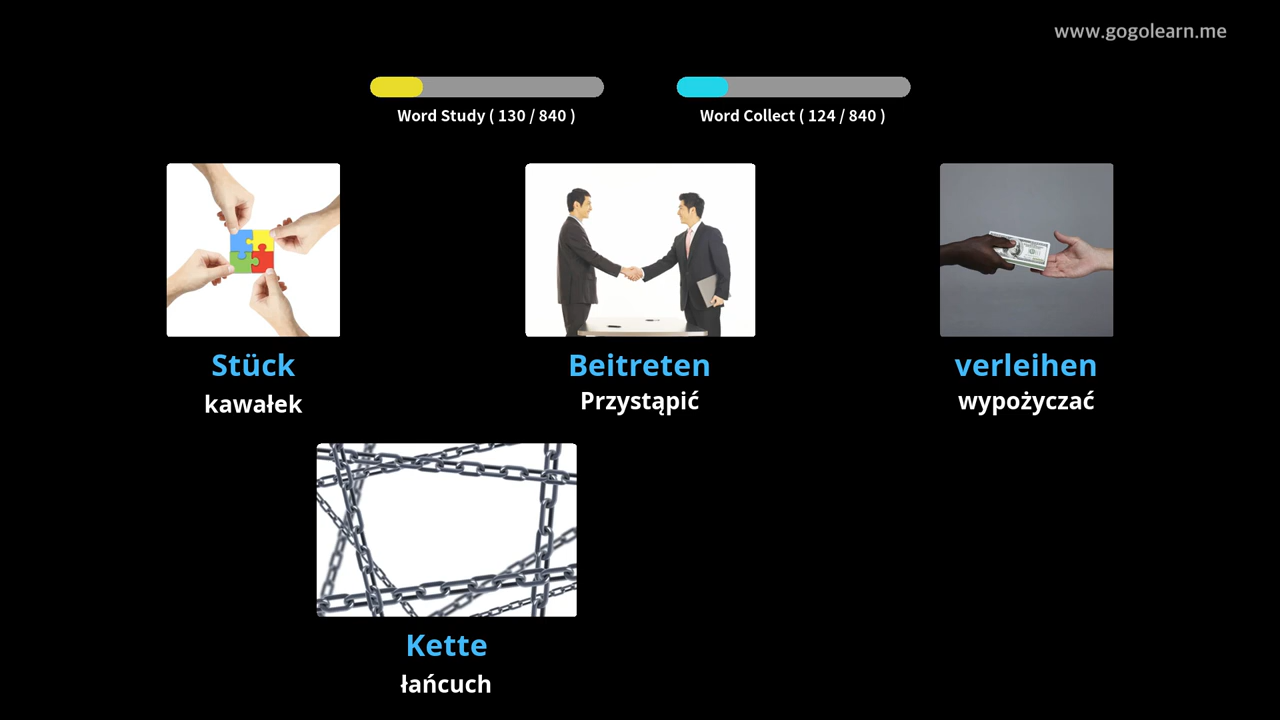 www.gogolearn.me
Word Study ( 130 / 840 )
Word Collect ( 124 / 840 )
Stück
kawałek
Beitreten
Przystąpić
verleihen
wypożyczać
Kette
łańcuch